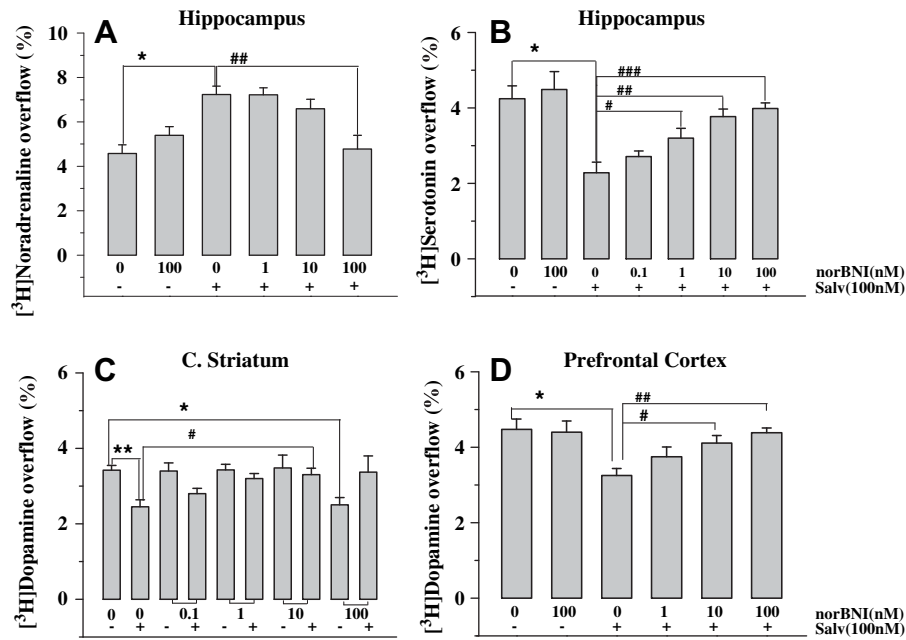 A Hippocampus
[³H]Noradrenaline overflow (%)
10
8
6
4
2
0
* ##
0 100 0 1 10 100
- - + + + +
B Hippocampus
[³H]Serotonin overflow (%)
6
4
2
0
*
###
##
#
0 100 0 0.1 1 10 100 norBNI(nM)
- - + + + + + Salv(100nM)
C C. Striatum
[³H]Dopamine overflow (%)
6
4
2
0
*
#
**
0 0 0.1 1 10 100
- + - + - + - + - +
D Prefrontal Cortex
[³H]Dopamine overflow (%)
6
4
2
0
*
##
#
0 100 0 1 10 100 norBNI(nM)
- - + + + + Salv(100nM)